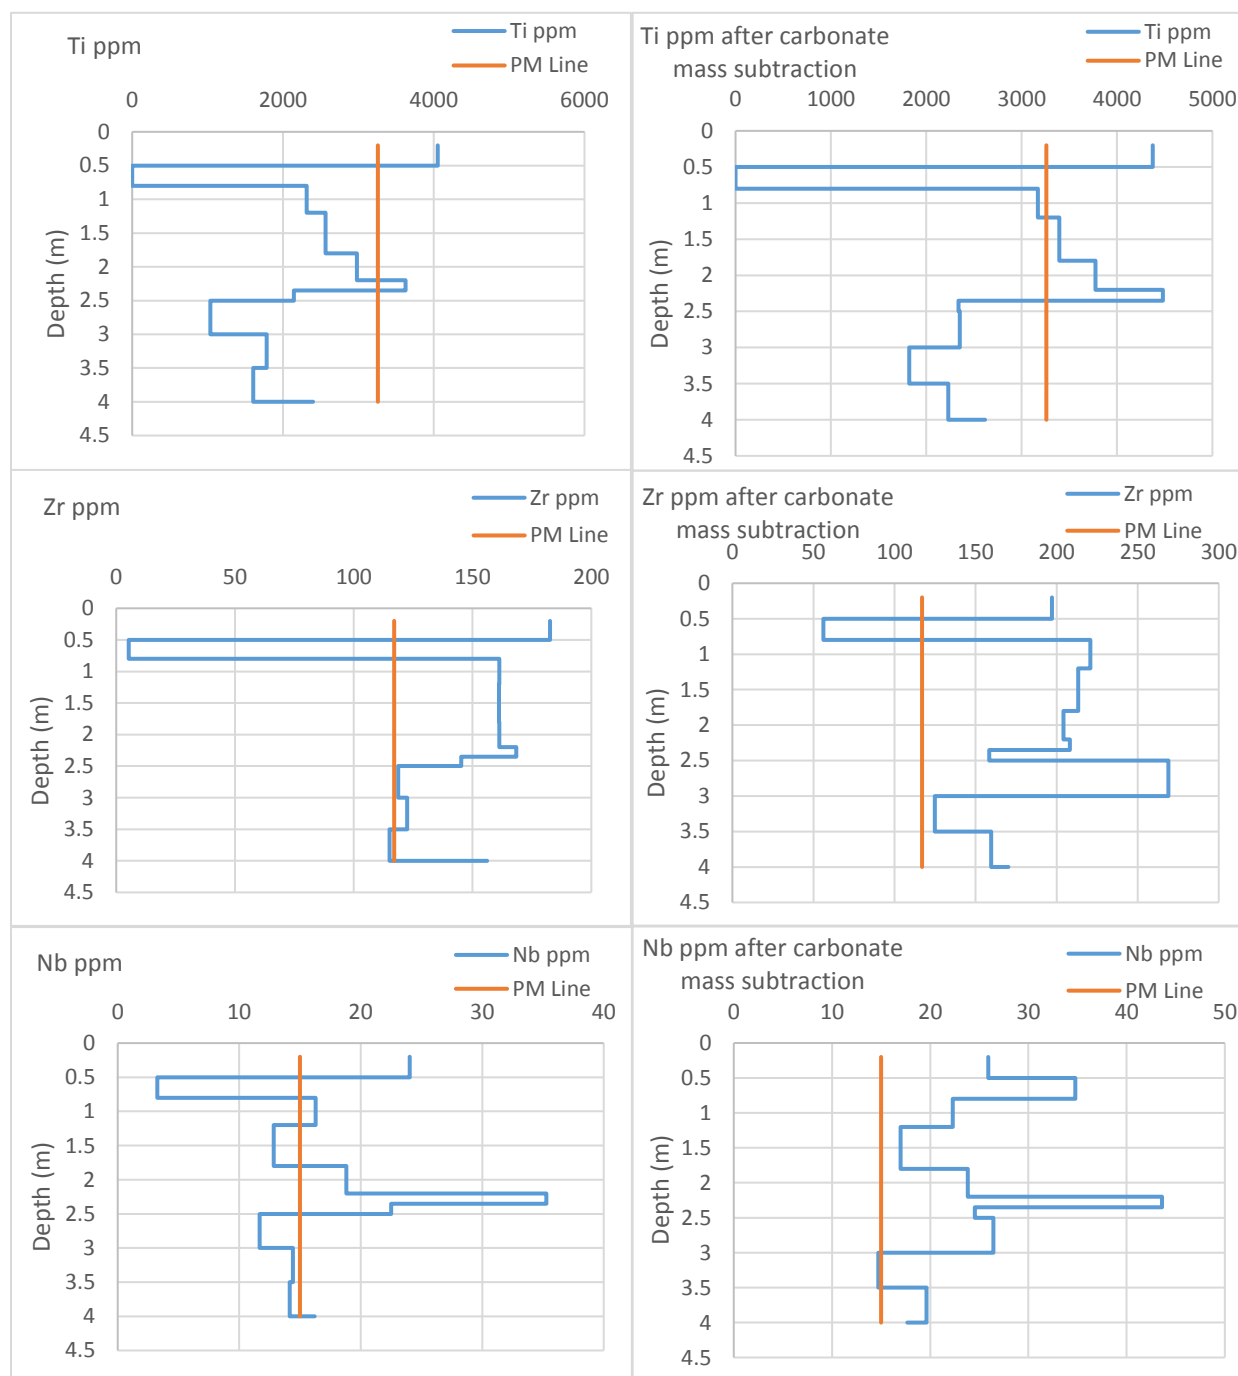 Ti ppm
Ti ppm
PM Line
0 2000 4000 6000
0
0.5
1
1.5
2
2.5
3
3.5
4
4.5
Depth (m)
Ti ppm after carbonate
mass subtraction
Ti ppm
PM Line
0 1000 2000 3000 4000 5000
0
0.5
1
1.5
2
2.5
3
3.5
4
4.5
Depth (m)
Zr ppm
Zr ppm
PM Line
0 50 100 150 200
0
0.5
1
1.5
2
2.5
3
3.5
4
4.5
Depth (m)
Zr ppm after carbonate
mass subtraction
Zr ppm
PM Line
0 50 100 150 200 250 300
0
0.5
1
1.5
2
2.5
3
3.5
4
4.5
Depth (m)
Nb ppm
Nb ppm
PM Line
0 10 20 30 40
0
0.5
1
1.5
2
2.5
3
3.5
4
4.5
Depth (m)
Nb ppm after carbonate
mass subtraction
Nb ppm
PM Line
0 10 20 30 40 50
0
0.5
1
1.5
2
2.5
3
3.5
4
4.5
Depth (m)